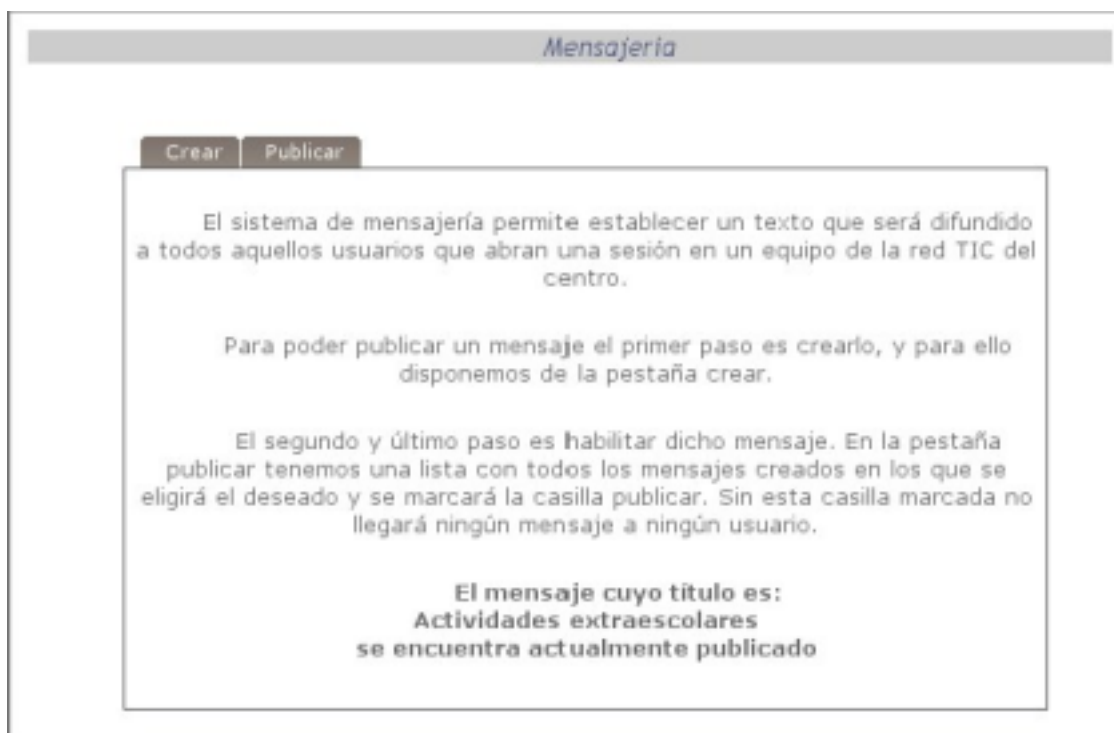 Mensajeria
Crear Publicar
El sistema de mensajería permite establecer un texto que será difundido
a todos aquellos usuarios que abran una sesión en un equipo de la red TIC del
centro.
Para poder publicar un mensaje el primer paso es crearlo, y para ello
disponemos de la pestaña crear.
El segundo y último paso es habilitar dicho mensaje. En la pestaña
publicar tenemos una lista con todos los mensajes creados en los que se
eligirá el deseado y se marcará la casilla publicar. Sin esta casilla marcada no
llegará ningún mensaje a ningún usuario.
El mensaje cuyo título es:
Actividades extraescolares
se encuentra actualmente publicado